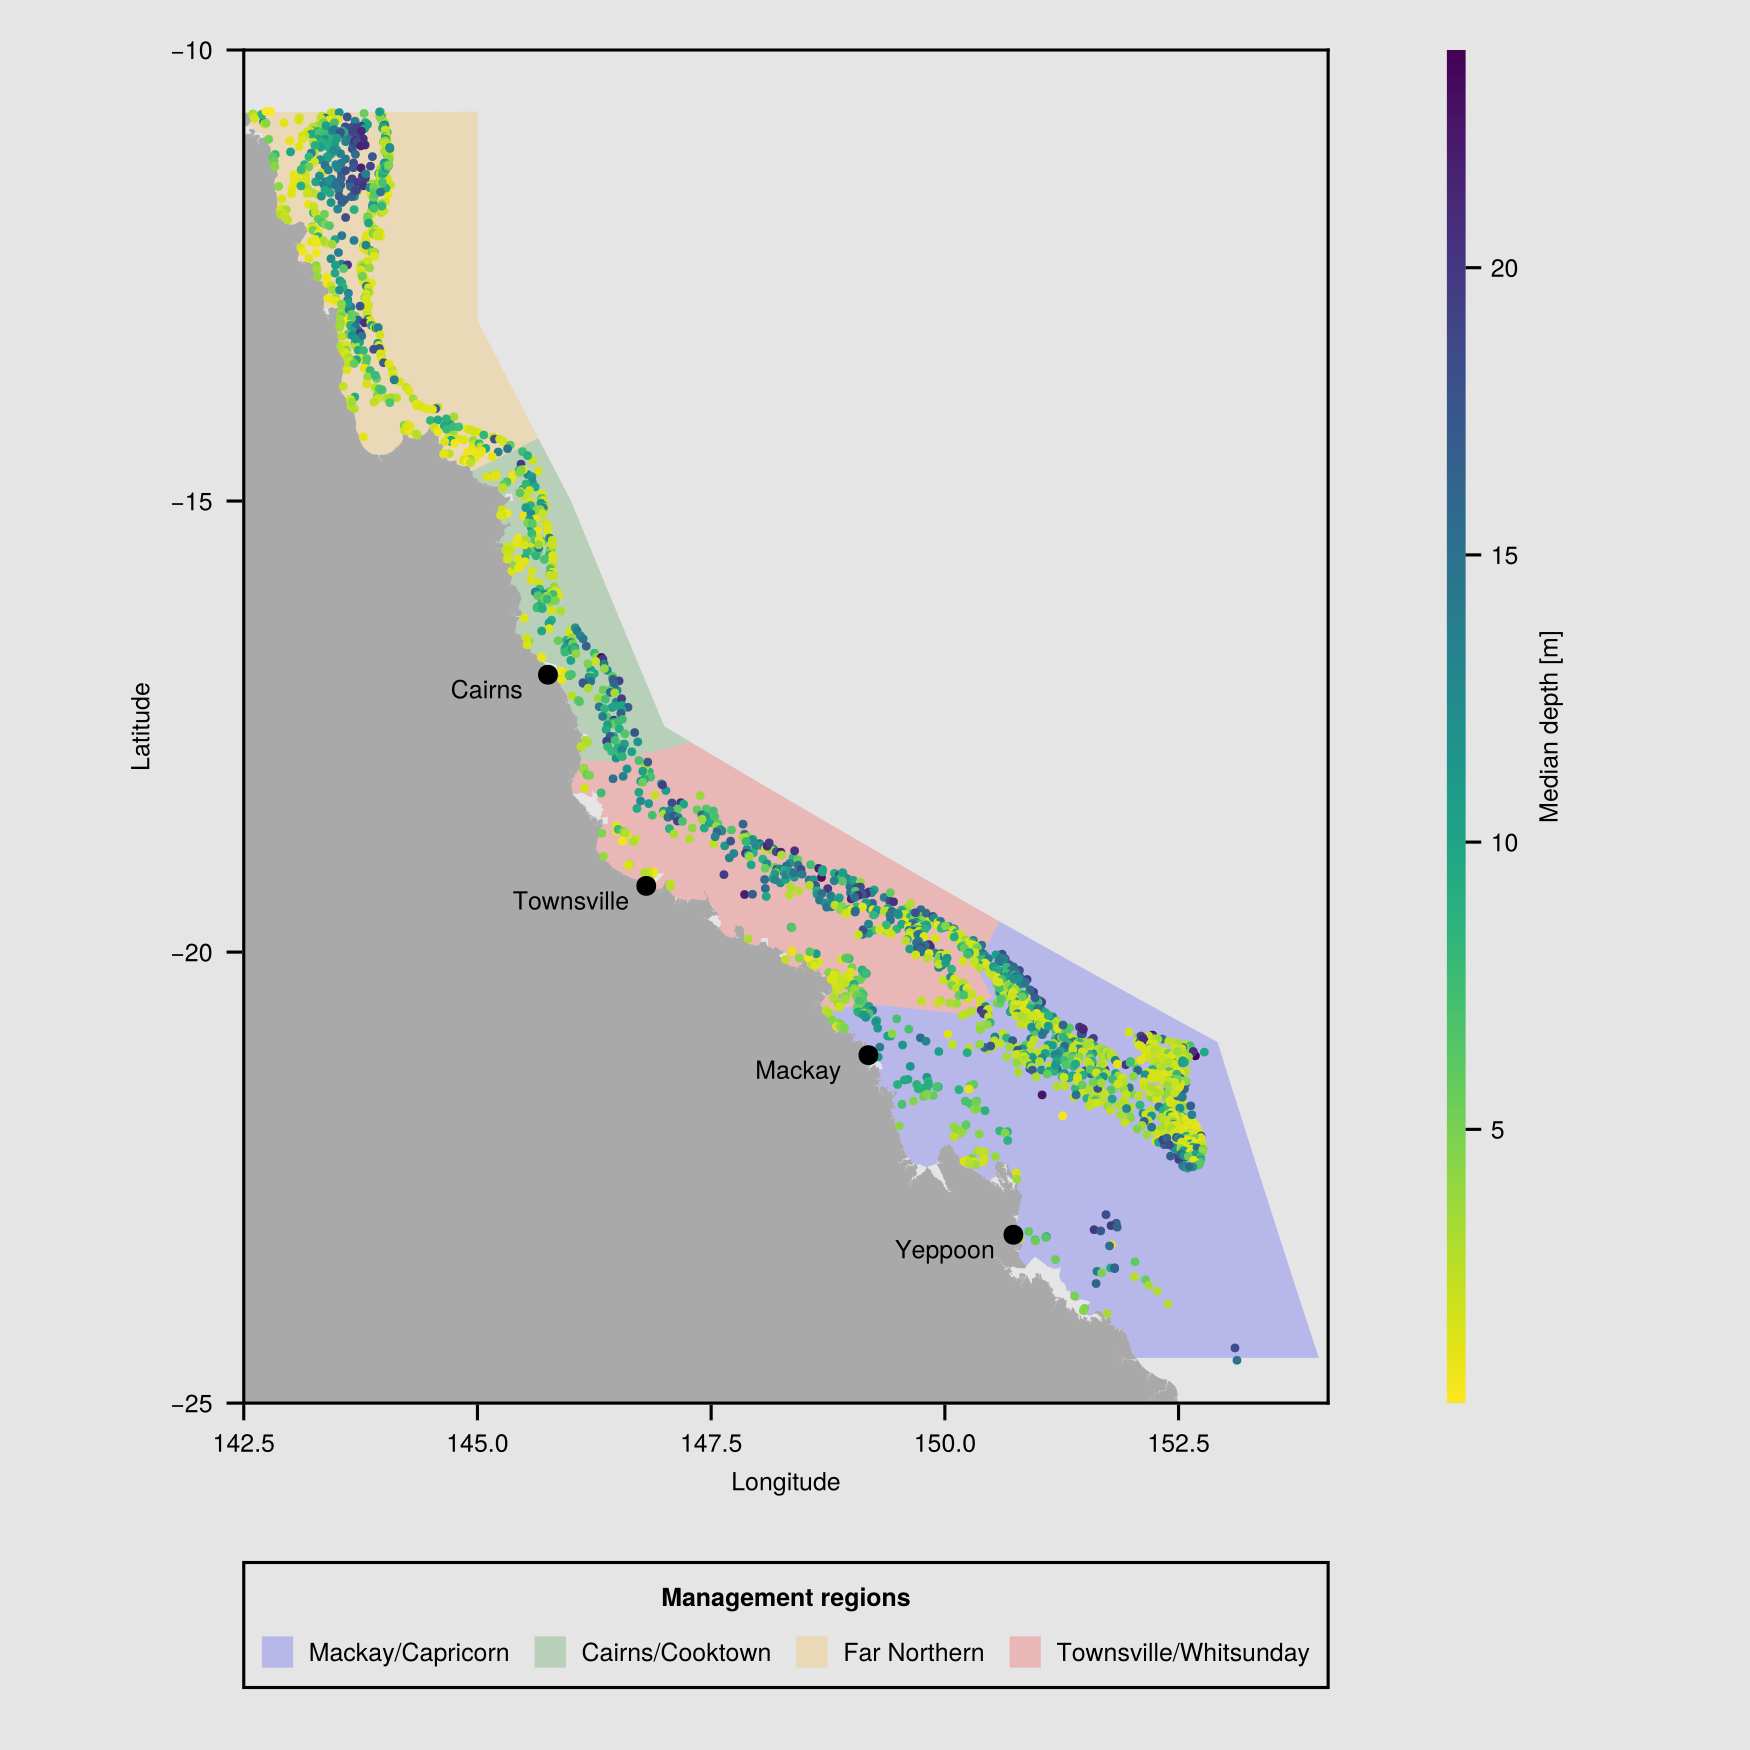 −10
−15
−20
−25
Latitude
Cairns
Townsville
Mackay
Yeppoon
142.5 145.0 147.5 150.0 152.5
Longitude
20
15
10
5
Median depth [m]
Management regions
Mackay/Capricorn Cairns/Cooktown Far Northern Townsville/Whitsunday